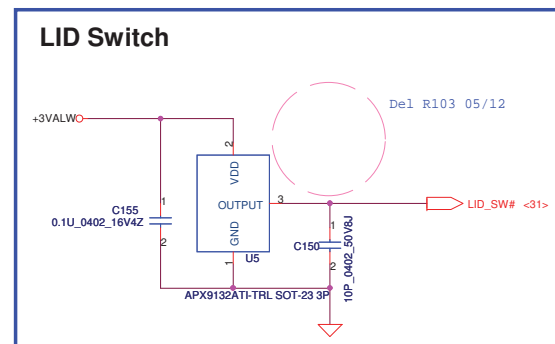 LID Switch
Del R103 05/12
+3VALW
2
VDD
1
C155
0.1U_0402_16V4Z
2
OUTPUT
3
LID_SW# <31>
GND
1
U5
1
C150
2
10P_0402_50V8J
APX9132ATI-TRL SOT-23 3P